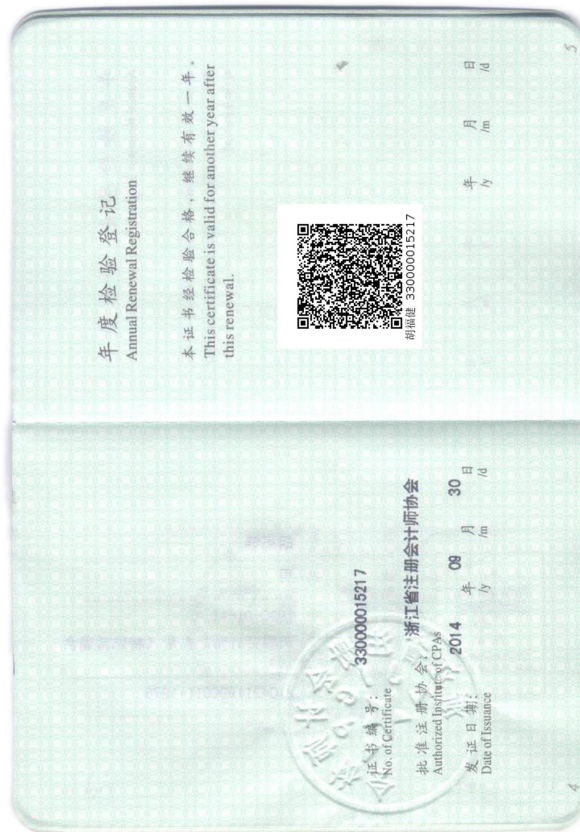 证书编号:
No. of Certificate
330000015217
批准注册协会:
Authorized Institute of CPAs
浙江省注册会计师协会
发证日期:
Date of Issuance
2014 年 09 月 30 日
/y /m /d
4
年度检验登记
Annual Renewal Registration
本证书经检验合格，继续有效一年。
This certificate is valid for another year after
this renewal.
胡福健 330000015217
年 月 日
/y /m /d
5